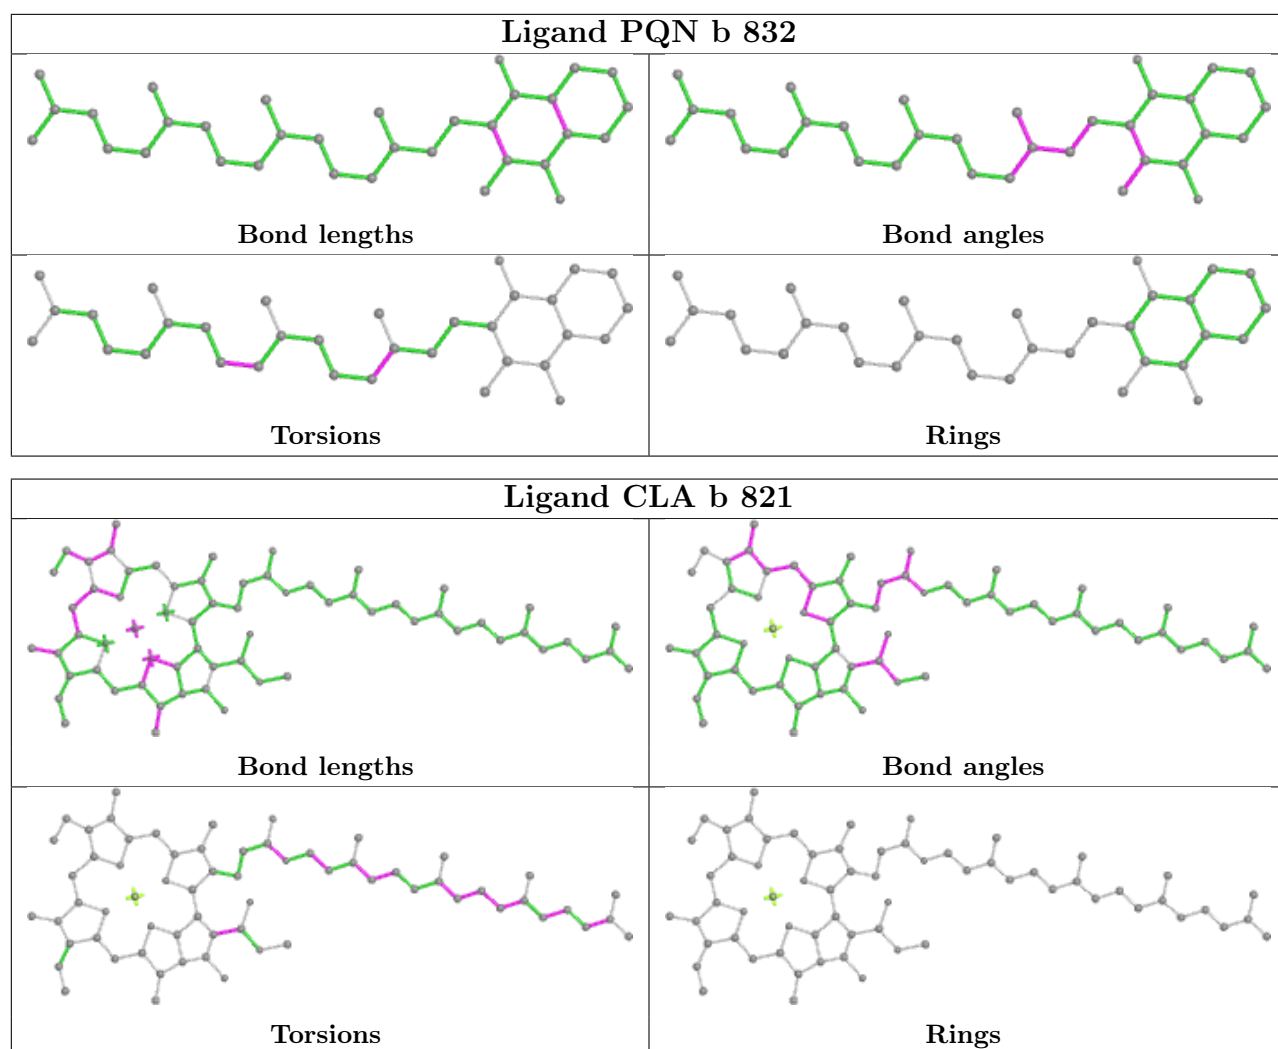 Ligand PQN b 832
Bond lengths
Bond angles
Torsions
Rings
Ligand CLA b 821
Bond lengths
Bond angles
Torsions
Rings